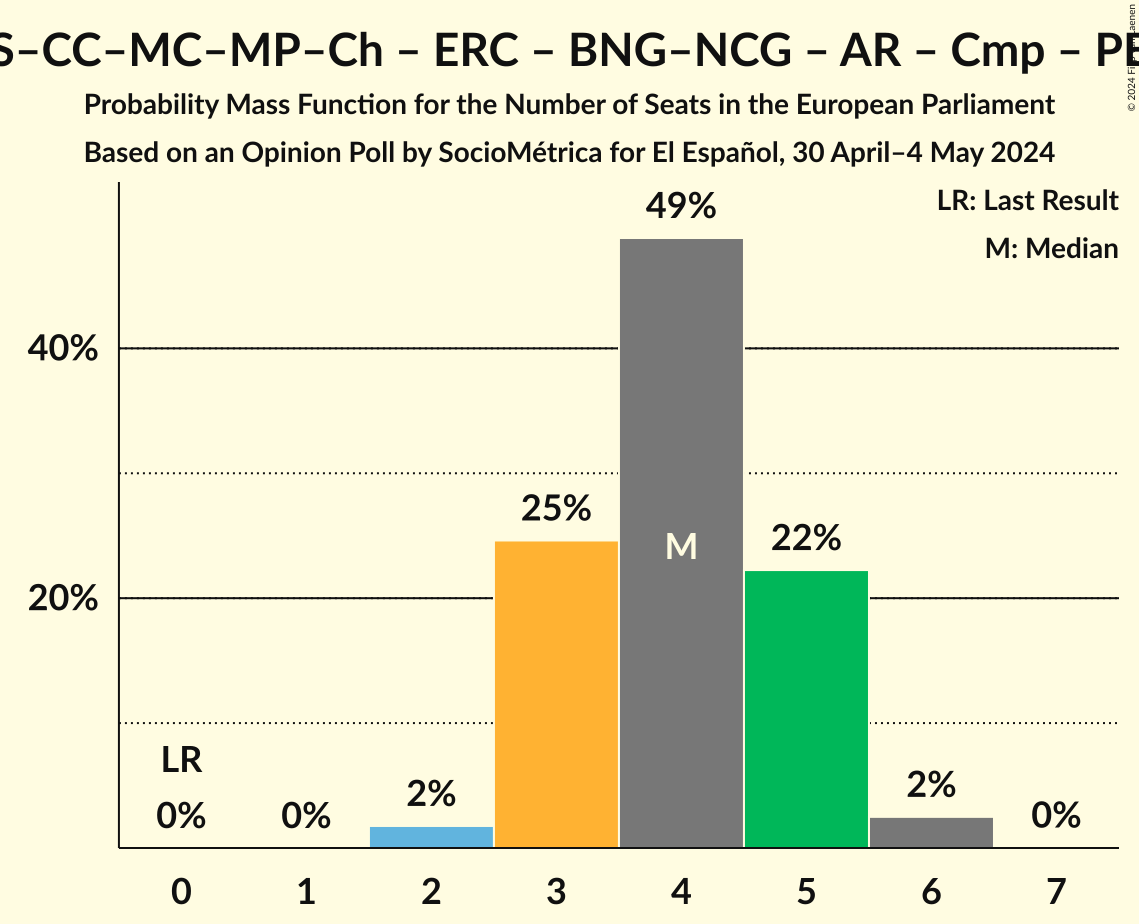 S–CC–MC–MP–Ch – ERC – BNG–NCG – AR – Cmp –
Probability Mass Function for the Number of Seats in the European Parliament
Based on an Opinion Poll by SocioMétrica for El Español, 30 April–4 May 2024
© 2024
LR: Last Result
M: Median
49%
40%
25%
M
22%
20%
LR
0%
0%
2%
2%
0%
0 1 2 3 4 5 6 7